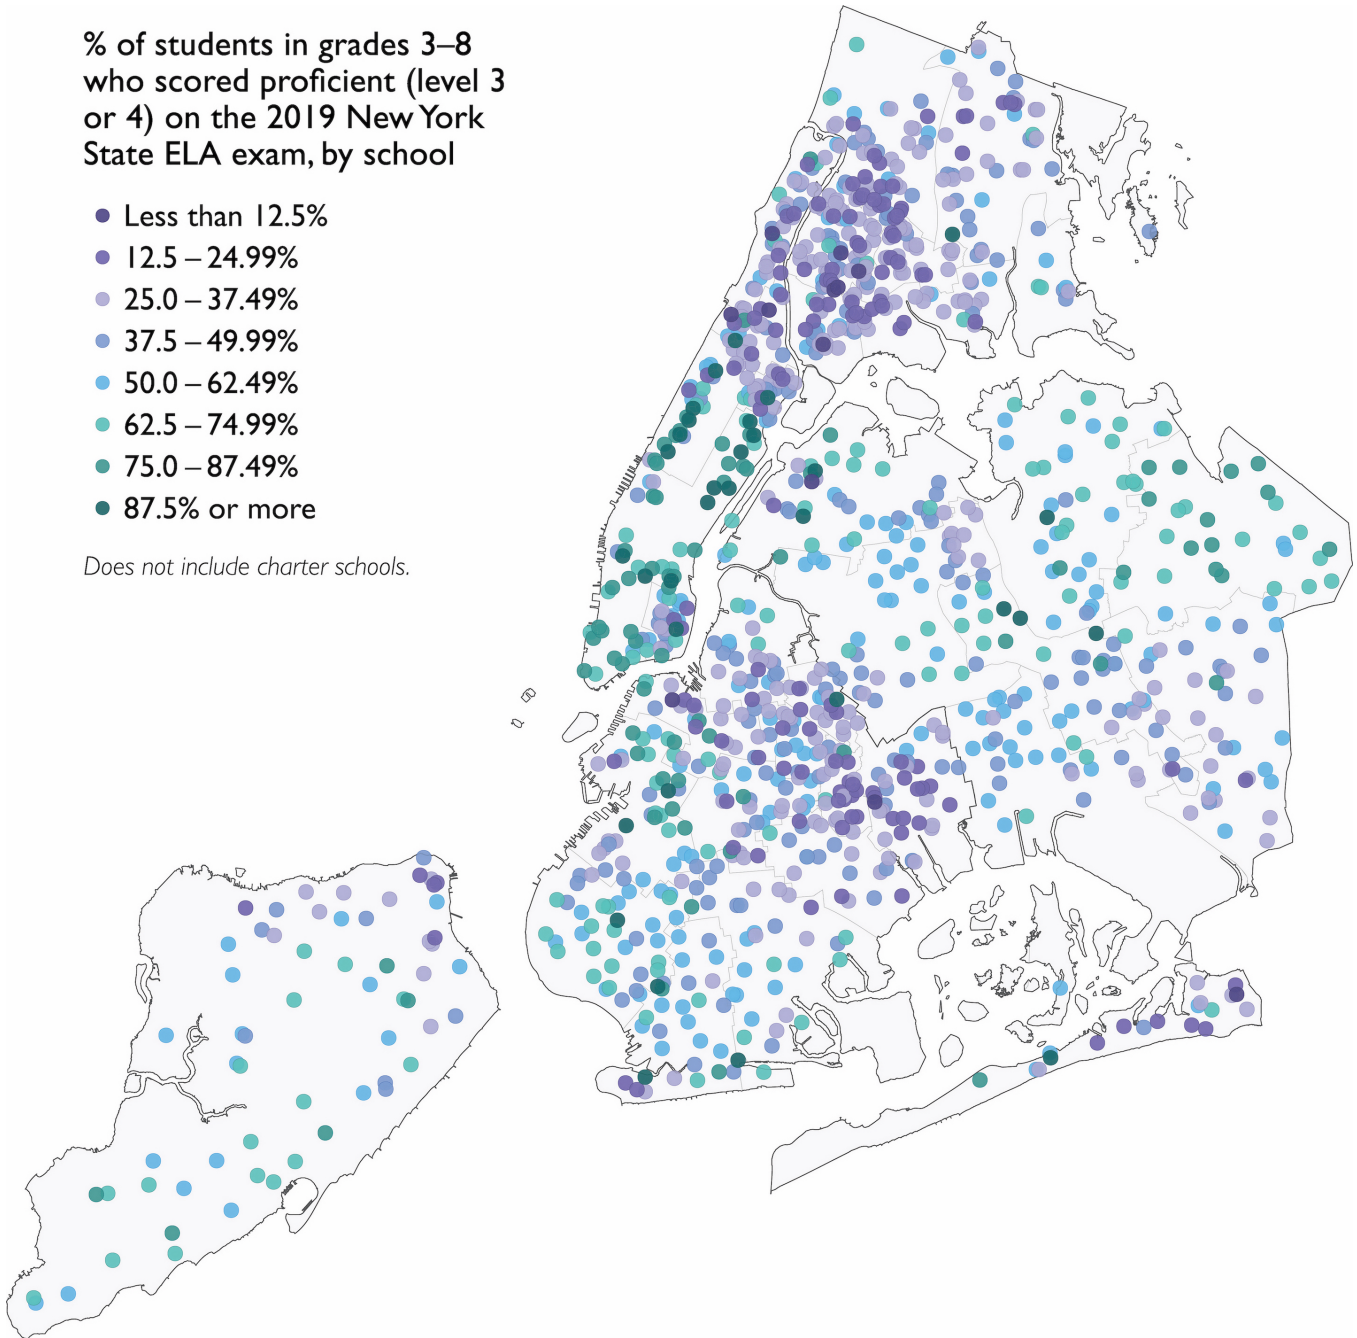 % of students in grades 3–8
who scored proficient (level 3
or 4) on the 2019 New York
State ELA exam, by school
Less than 12.5%
12.5 – 24.99%
25.0 – 37.49%
37.5 – 49.99%
50.0 – 62.49%
62.5 – 74.99%
75.0 – 87.49%
87.5% or more
Does not include charter schools.